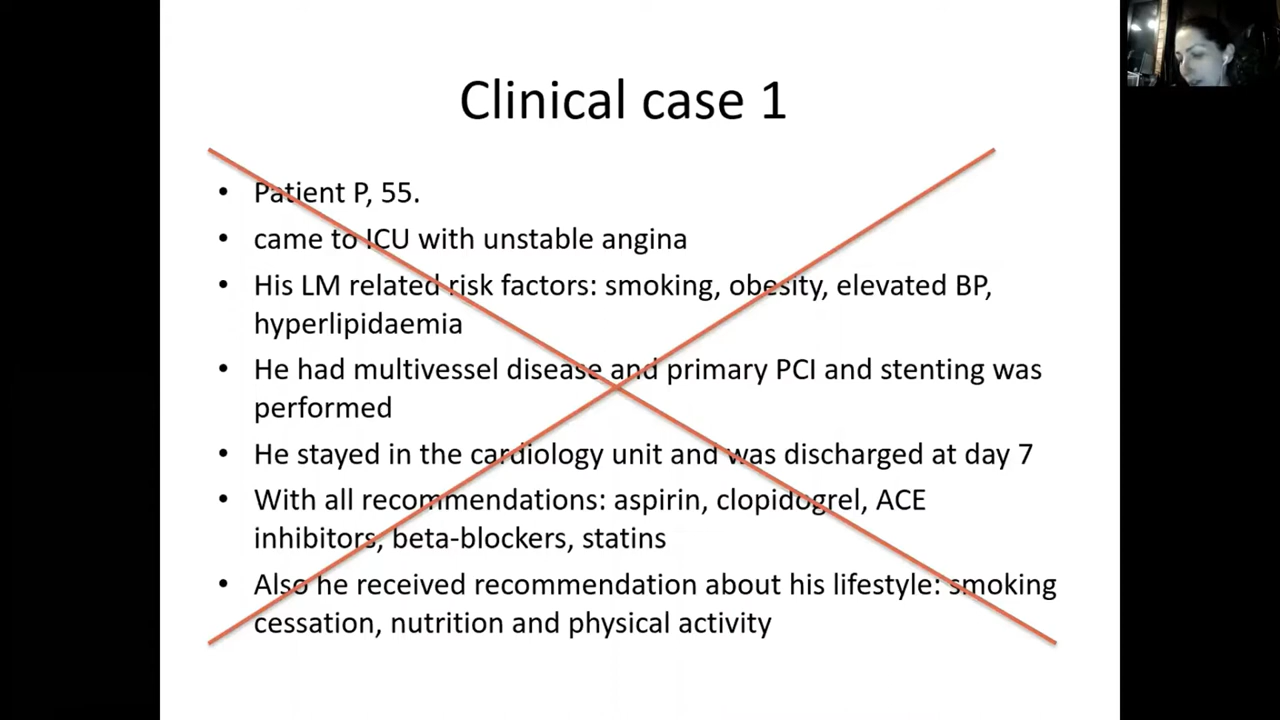 Clinical case 1
• Patient P, 55.
• came to ICU with unstable angina
• His LM related risk factors: smoking, obesity, elevated BP,
hyperlipidaemia
• He had multivessel disease and primary PCI and stenting was
performed
• He stayed in the cardiology unit and was discharged at day 7
• With all recommendations: aspirin, clopidogrel, ACE
inhibitors, beta-blockers, statins
• Also he received recommendation about his lifestyle: smoking
cessation, nutrition and physical activity